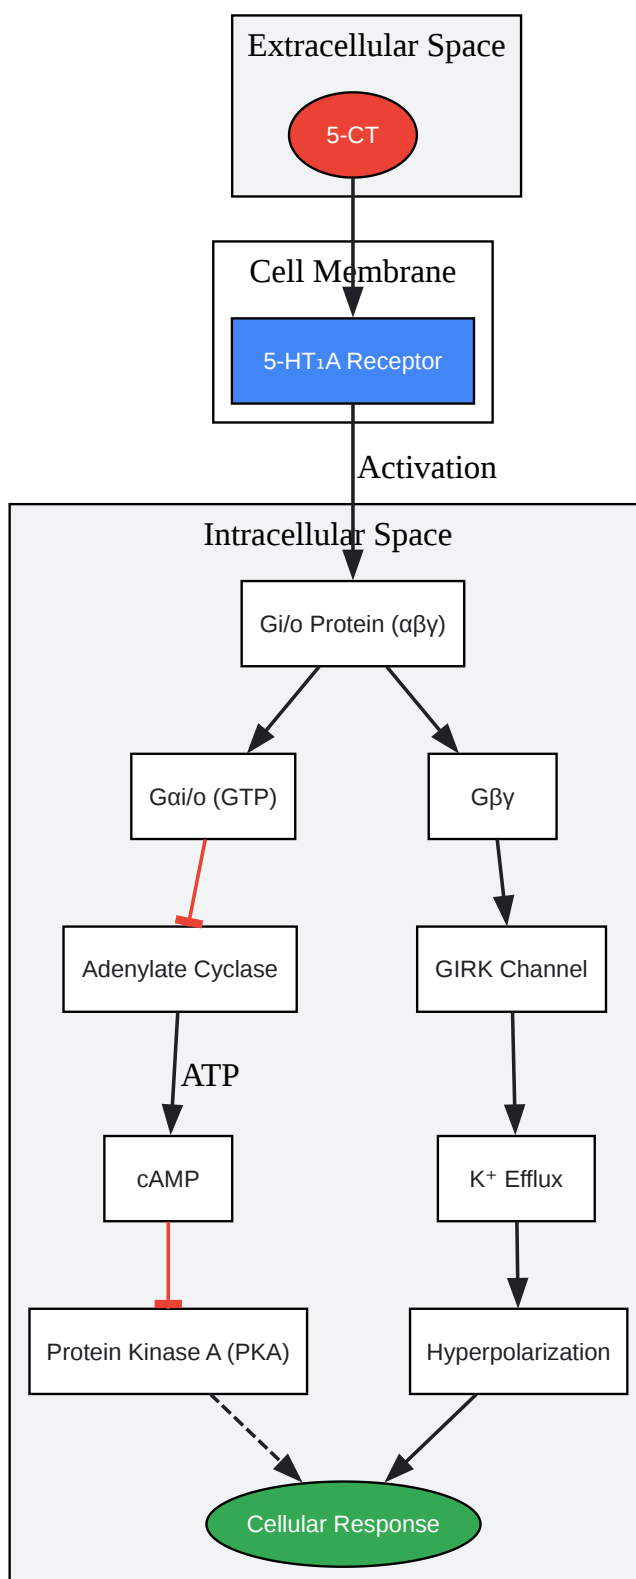 Extracellular Space
5-CT
Cell Membrane
5-HT₁A Receptor
Activation
Intracellular Space
Gi/o Protein (αβγ)
Gαi/o (GTP)
Gβγ
Adenylate Cyclase
GIRK Channel
ATP
cAMP
K⁺ Efflux
Protein Kinase A (PKA)
Hyperpolarization
Cellular Response